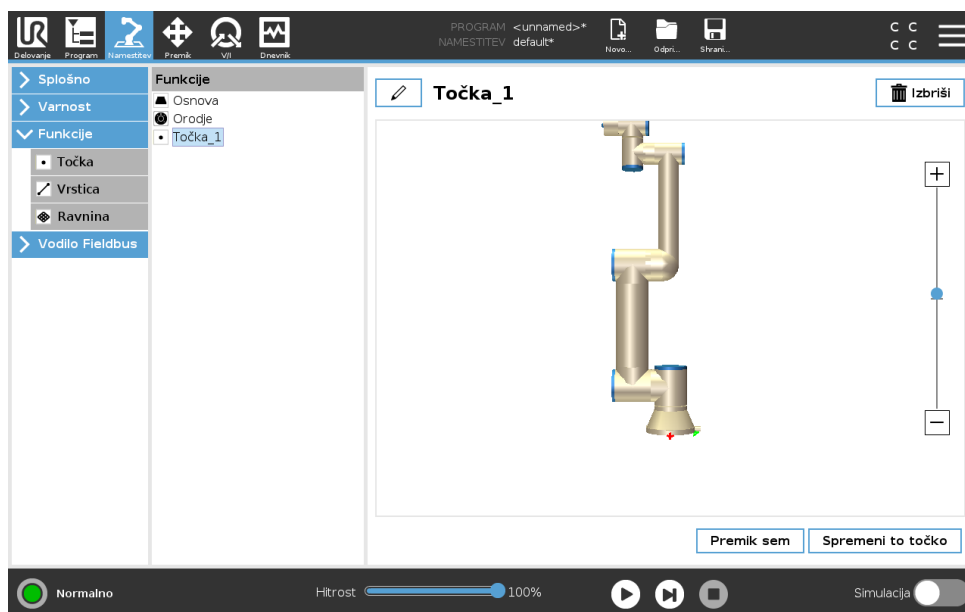 PROGRAM <unnamed>*
NAMESTITEV default*
Delovanje Program Namestitev Premik V/I Dnevnik Novo... Odpri... Shrani...
C C
C C
Splošno
Varnost
Funkcije
Točka
Vrstica
Ravnina
Vodilo Fieldbus
Funkcije
Osnova
Orodje
Točka_1
Točka_1
Izbriši
Premik sem
Spremeni to točko
Normalno
Hitrost 100%
Simulacija